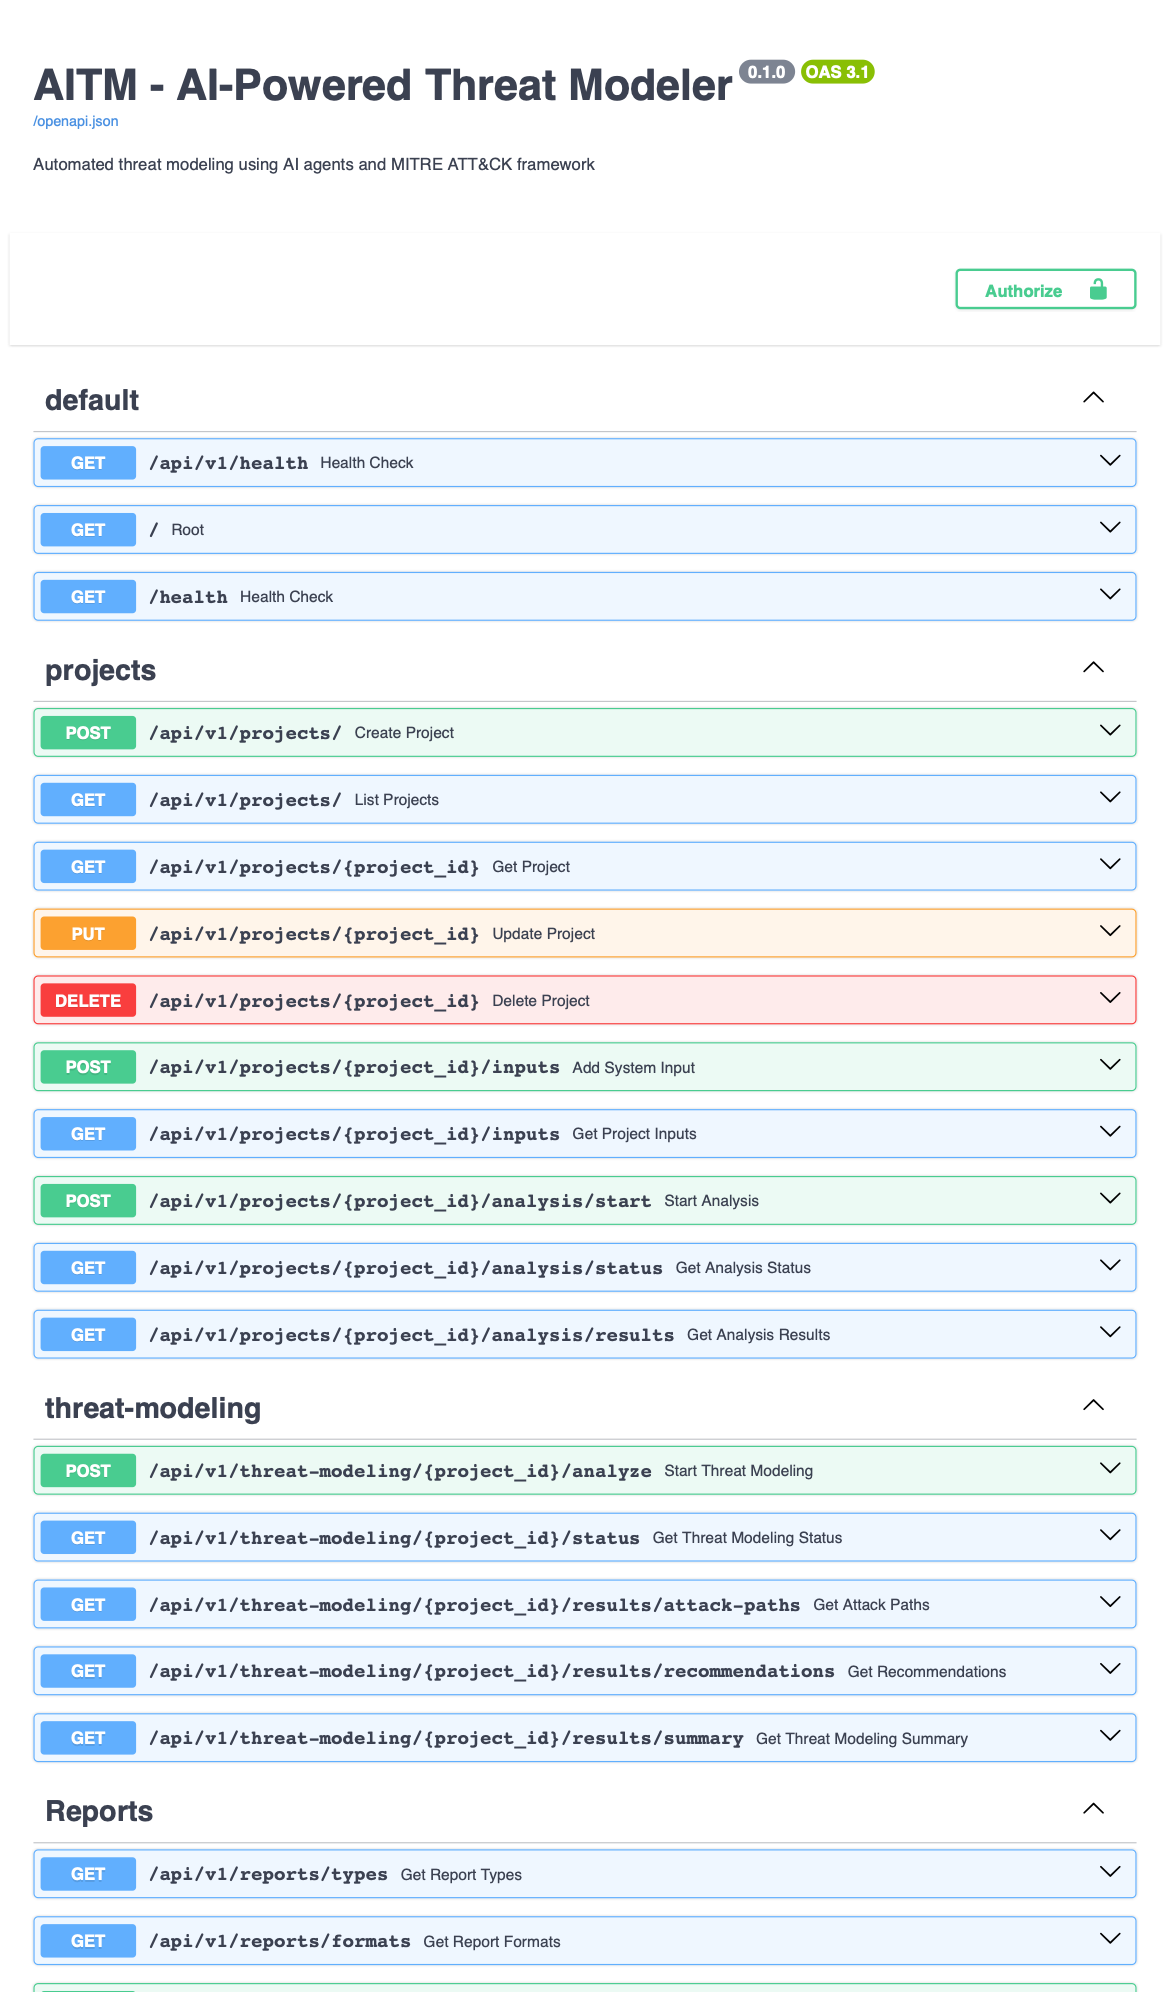 AITM - AI-Powered Threat Modeler 0.1.0 OAS 3.1
/openapi.json
Automated threat modeling using AI agents and MITRE ATT&CK framework
Authorize
default
GET /api/v1/health Health Check
GET / Root
GET /health Health Check
projects
POST /api/v1/projects/ Create Project
GET /api/v1/projects/ List Projects
GET /api/v1/projects/{project_id} Get Project
PUT /api/v1/projects/{project_id} Update Project
DELETE /api/v1/projects/{project_id} Delete Project
POST /api/v1/projects/{project_id}/inputs Add System Input
GET /api/v1/projects/{project_id}/inputs Get Project Inputs
POST /api/v1/projects/{project_id}/analysis/start Start Analysis
GET /api/v1/projects/{project_id}/analysis/status Get Analysis Status
GET /api/v1/projects/{project_id}/analysis/results Get Analysis Results
threat-modeling
POST /api/v1/threat-modeling/{project_id}/analyze Start Threat Modeling
GET /api/v1/threat-modeling/{project_id}/status Get Threat Modeling Status
GET /api/v1/threat-modeling/{project_id}/results/attack-paths Get Attack Paths
GET /api/v1/threat-modeling/{project_id}/results/recommendations Get Recommendations
GET /api/v1/threat-modeling/{project_id}/results/summary Get Threat Modeling Summary
Reports
GET /api/v1/reports/types Get Report Types
GET /api/v1/reports/formats Get Report Formats